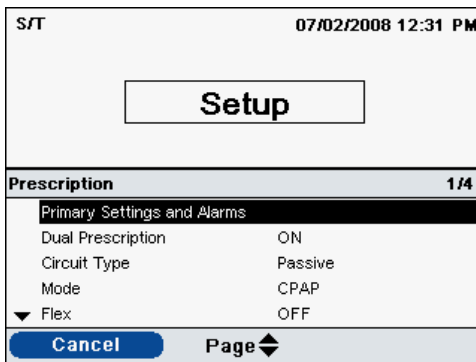 S/T 07/02/2008 12:31 PM
Setup
Prescription 1/4
Primary Settings and Alarms
Dual Prescription ON
Circuit Type Passive
Mode CPAP
Flex OFF
Cancel Page